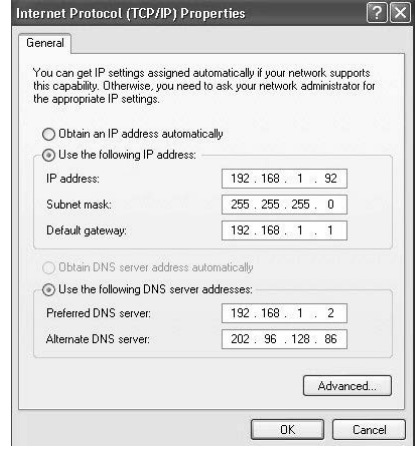 Internet Protocol (TCP/IP) Properties
General
You can get IP settings assigned automatically if your network supports
this capability. Otherwise, you need to ask your network administrator for
the appropriate IP settings.
Obtain an IP address automatically
Use the following IP address:
IP address: 192 . 168 . 1 . 92
Subnet mask: 255 . 255 . 255 . 0
Default gateway: 192 . 168 . 1 . 1
Obtain DNS server address automatically
Use the following DNS server addresses:
Preferred DNS server: 192 . 168 . 1 . 2
Alternate DNS server: 202 . 96 . 128 . 86
Advanced...
OK Cancel